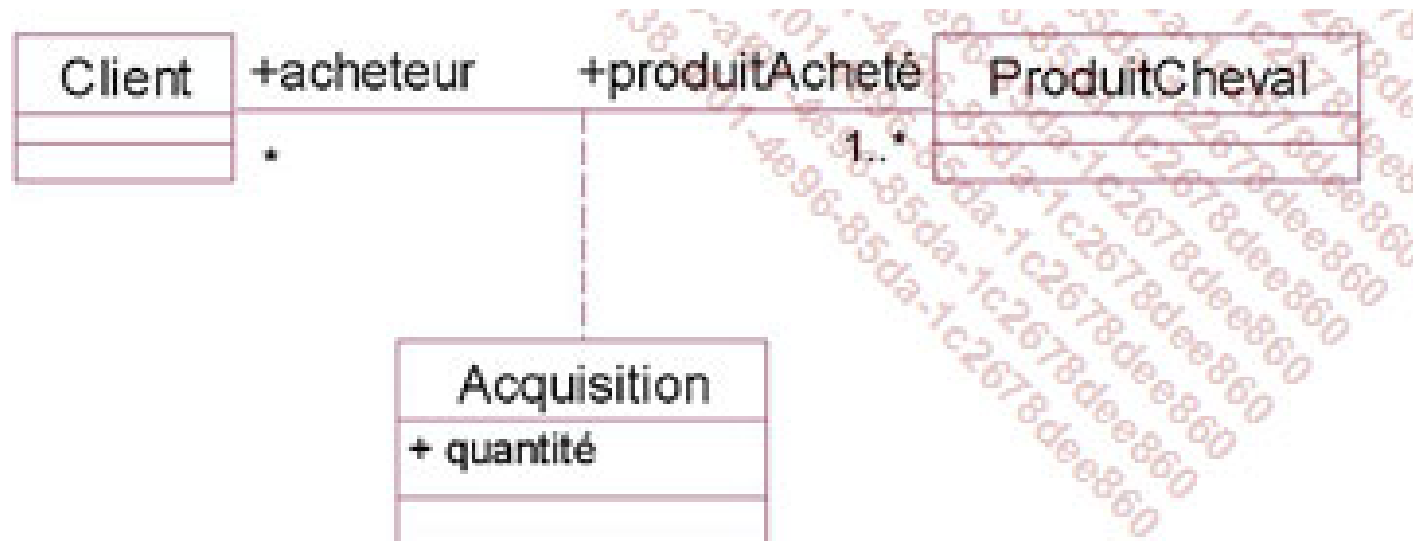 Client
+acheteur
+produitAcheté
ProduitCheval
*
1..*
Acquisition
+ quantité